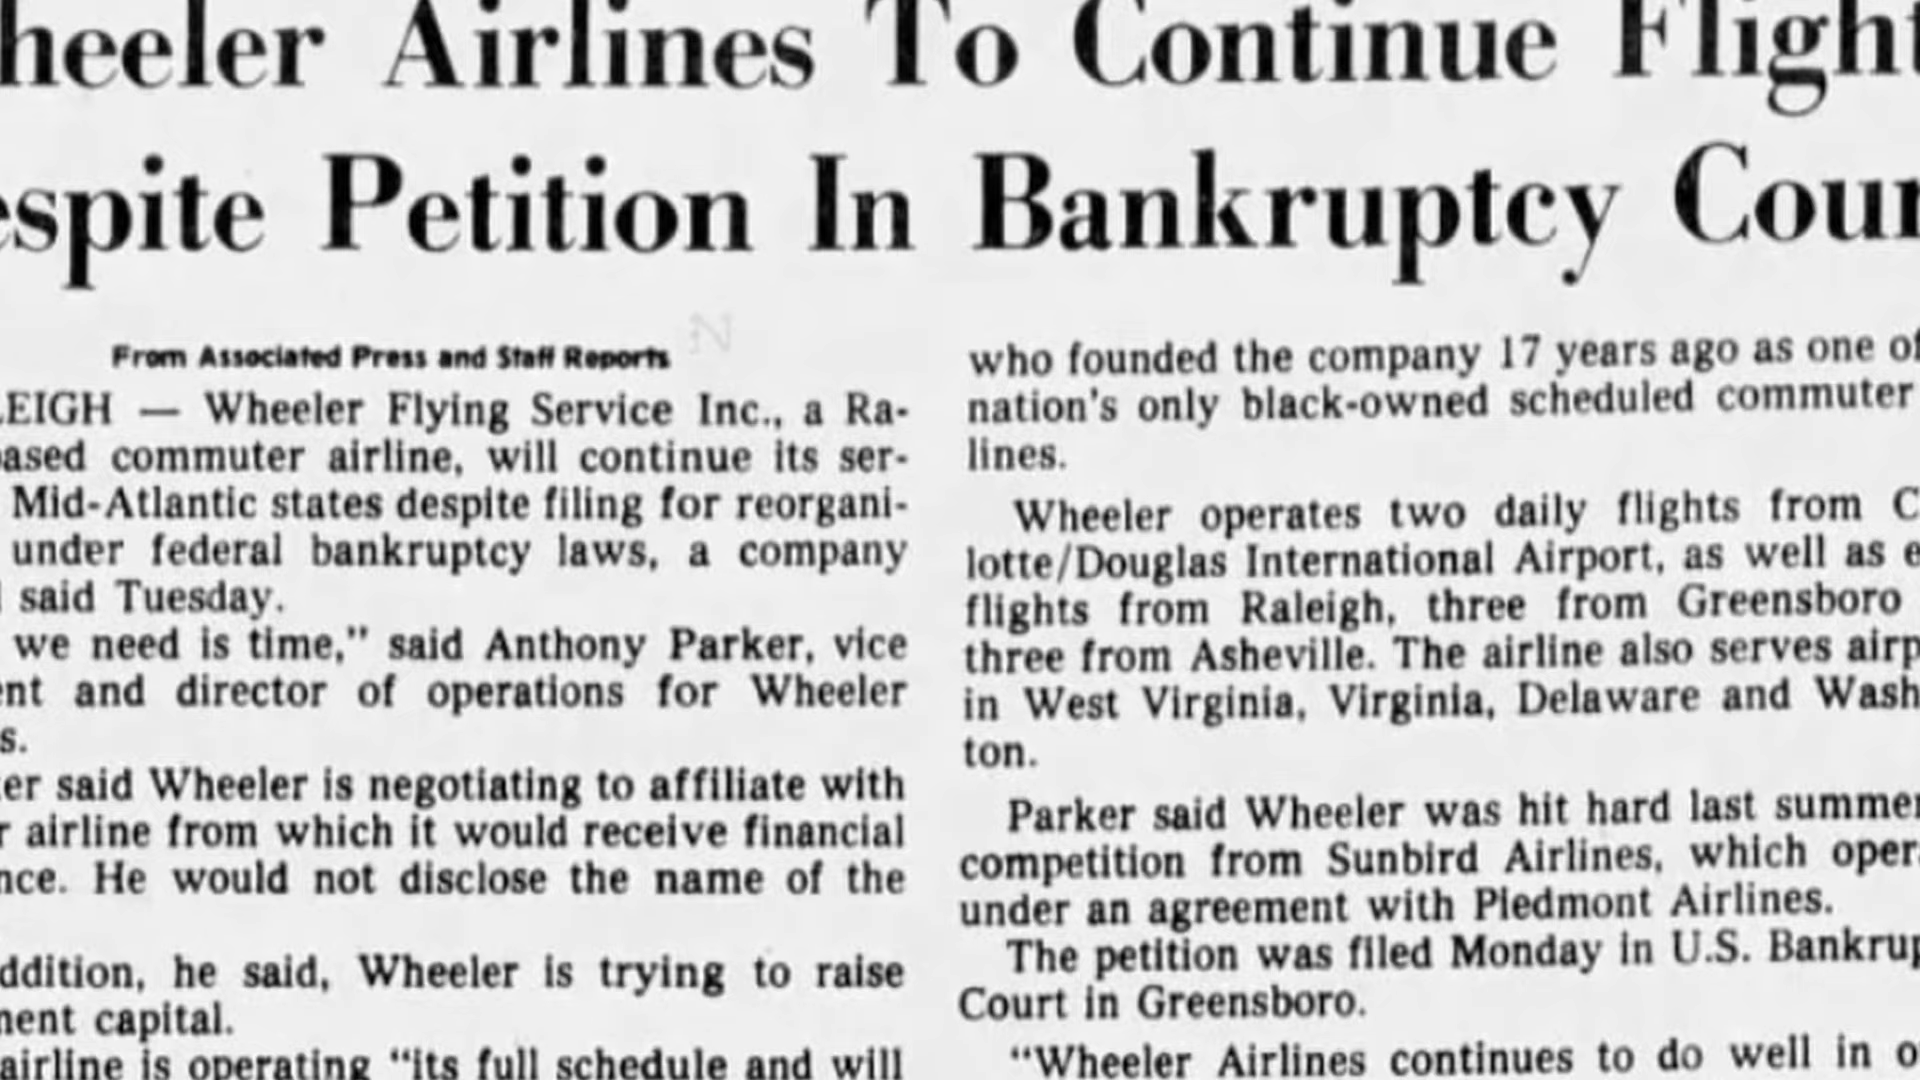 heeler Airlines To Continue Flight
espite Petition In Bankruptcy Cour
From Associated Press and Staff Reports
LEIGH — Wheeler Flying Service Inc., a Ra-
ased commuter airline, will continue its ser-
Mid-Atlantic states despite filing for reorgani-
under federal bankruptcy laws, a company
said Tuesday.
we need is time," said Anthony Parker, vice
ent and director of operations for Wheeler
s.
er said Wheeler is negotiating to affiliate with
r airline from which it would receive financial
nce. He would not disclose the name of the
ddition, he said, Wheeler is trying to raise
ment capital.
airline is operating "its full schedule and will
who founded the company 17 years ago as one of
nation's only black-owned scheduled commuter
lines.
Wheeler operates two daily flights from C
lotte/Douglas International Airport, as well as e
flights from Raleigh, three from Greensboro
three from Asheville. The airline also serves airp
in West Virginia, Virginia, Delaware and Wash
ton.
Parker said Wheeler was hit hard last summer
competition from Sunbird Airlines, which opera
under an agreement with Piedmont Airlines.
The petition was filed Monday in U.S. Bankrup
Court in Greensboro.
"Wheeler Airlines continues to do well in o